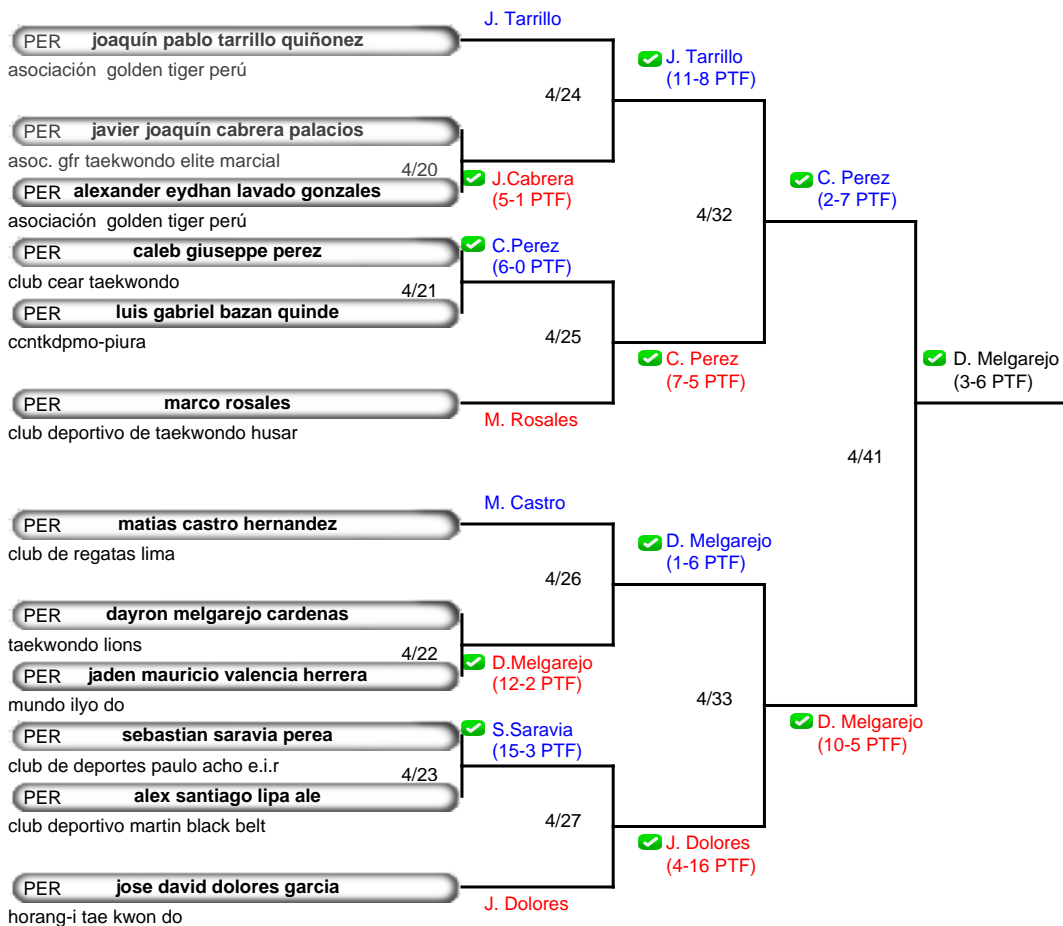 J. Tarrillo
PER joaquín pablo tarrillo quiñonez
asociación  golden tiger perú
J. Tarrillo
(11-8 PTF)
4/24
PER javier joaquín cabrera palacios
asoc. gfr taekwondo elite marcial
4/20
PER alexander eydhan lavado gonzales
asociación  golden tiger perú
J.Cabrera
(5-1 PTF)
C. Perez
(2-7 PTF)
4/32
PER caleb giuseppe perez
club cear taekwondo
C.Perez
(6-0 PTF)
4/21
PER luis gabriel bazan quinde
ccntkdpmo-piura
4/25
C. Perez
(7-5 PTF)
D. Melgarejo
(3-6 PTF)
PER marco rosales
club deportivo de taekwondo husar
M. Rosales
4/41
M. Castro
PER matias castro hernandez
club de regatas lima
D. Melgarejo
(1-6 PTF)
4/26
PER dayron melgarejo cardenas
taekwondo lions
4/22
PER jaden mauricio valencia herrera
mundo ilyo do
D.Melgarejo
(12-2 PTF)
4/33
PER sebastian saravia perea
club de deportes paulo acho e.i.r
S.Saravia
(15-3 PTF)
D. Melgarejo
(10-5 PTF)
4/23
PER alex santiago lipa ale
club deportivo martin black belt
4/27
J. Dolores
(4-16 PTF)
PER jose david dolores garcia
horang-i tae kwon do
J. Dolores